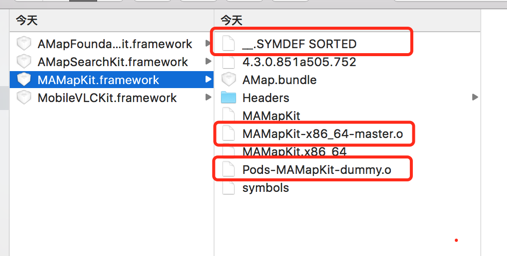 今天
AMapFounda...it.framework
AMapSearchKit.framework
MAMapKit.framework
MobileVLCKit.framework
今天
__.SYMDEF SORTED
4.3.0.851a505.752
AMap.bundle
Headers
MAMapKit
MAMapKit-x86_64-master.o
MAMapKit.x86_64
Pods-MAMapKit-dummy.o
symbols